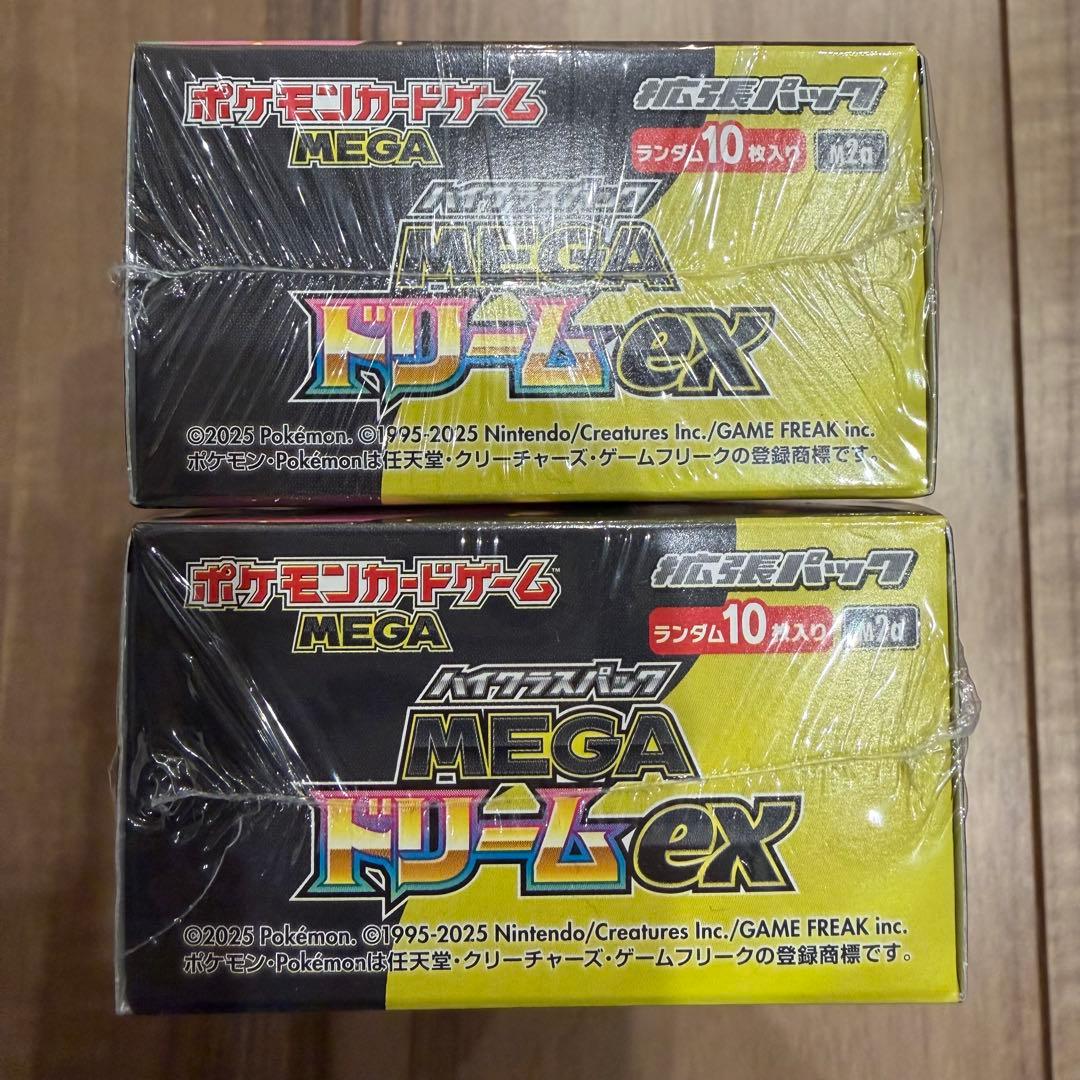 ポケモンカードゲーム™
MEGA
拡張パック
ランダム10枚入り
M2a
ハイクラスパック
MEGA
ドリームex
©2025 Pokémon. ©1995-2025 Nintendo/Creatures Inc./GAME FREAK inc.
ポケモン・Pokémonは任天堂・クリーチャーズ・ゲームフリークの登録商標です。
ポケモンカードゲーム™
MEGA
拡張パック
ランダム10枚入り
M2a
ハイクラスパック
MEGA
ドリームex
©2025 Pokémon. ©1995-2025 Nintendo/Creatures Inc./GAME FREAK inc.
ポケモン・Pokémonは任天堂・クリーチャーズ・ゲームフリークの登録商標です。